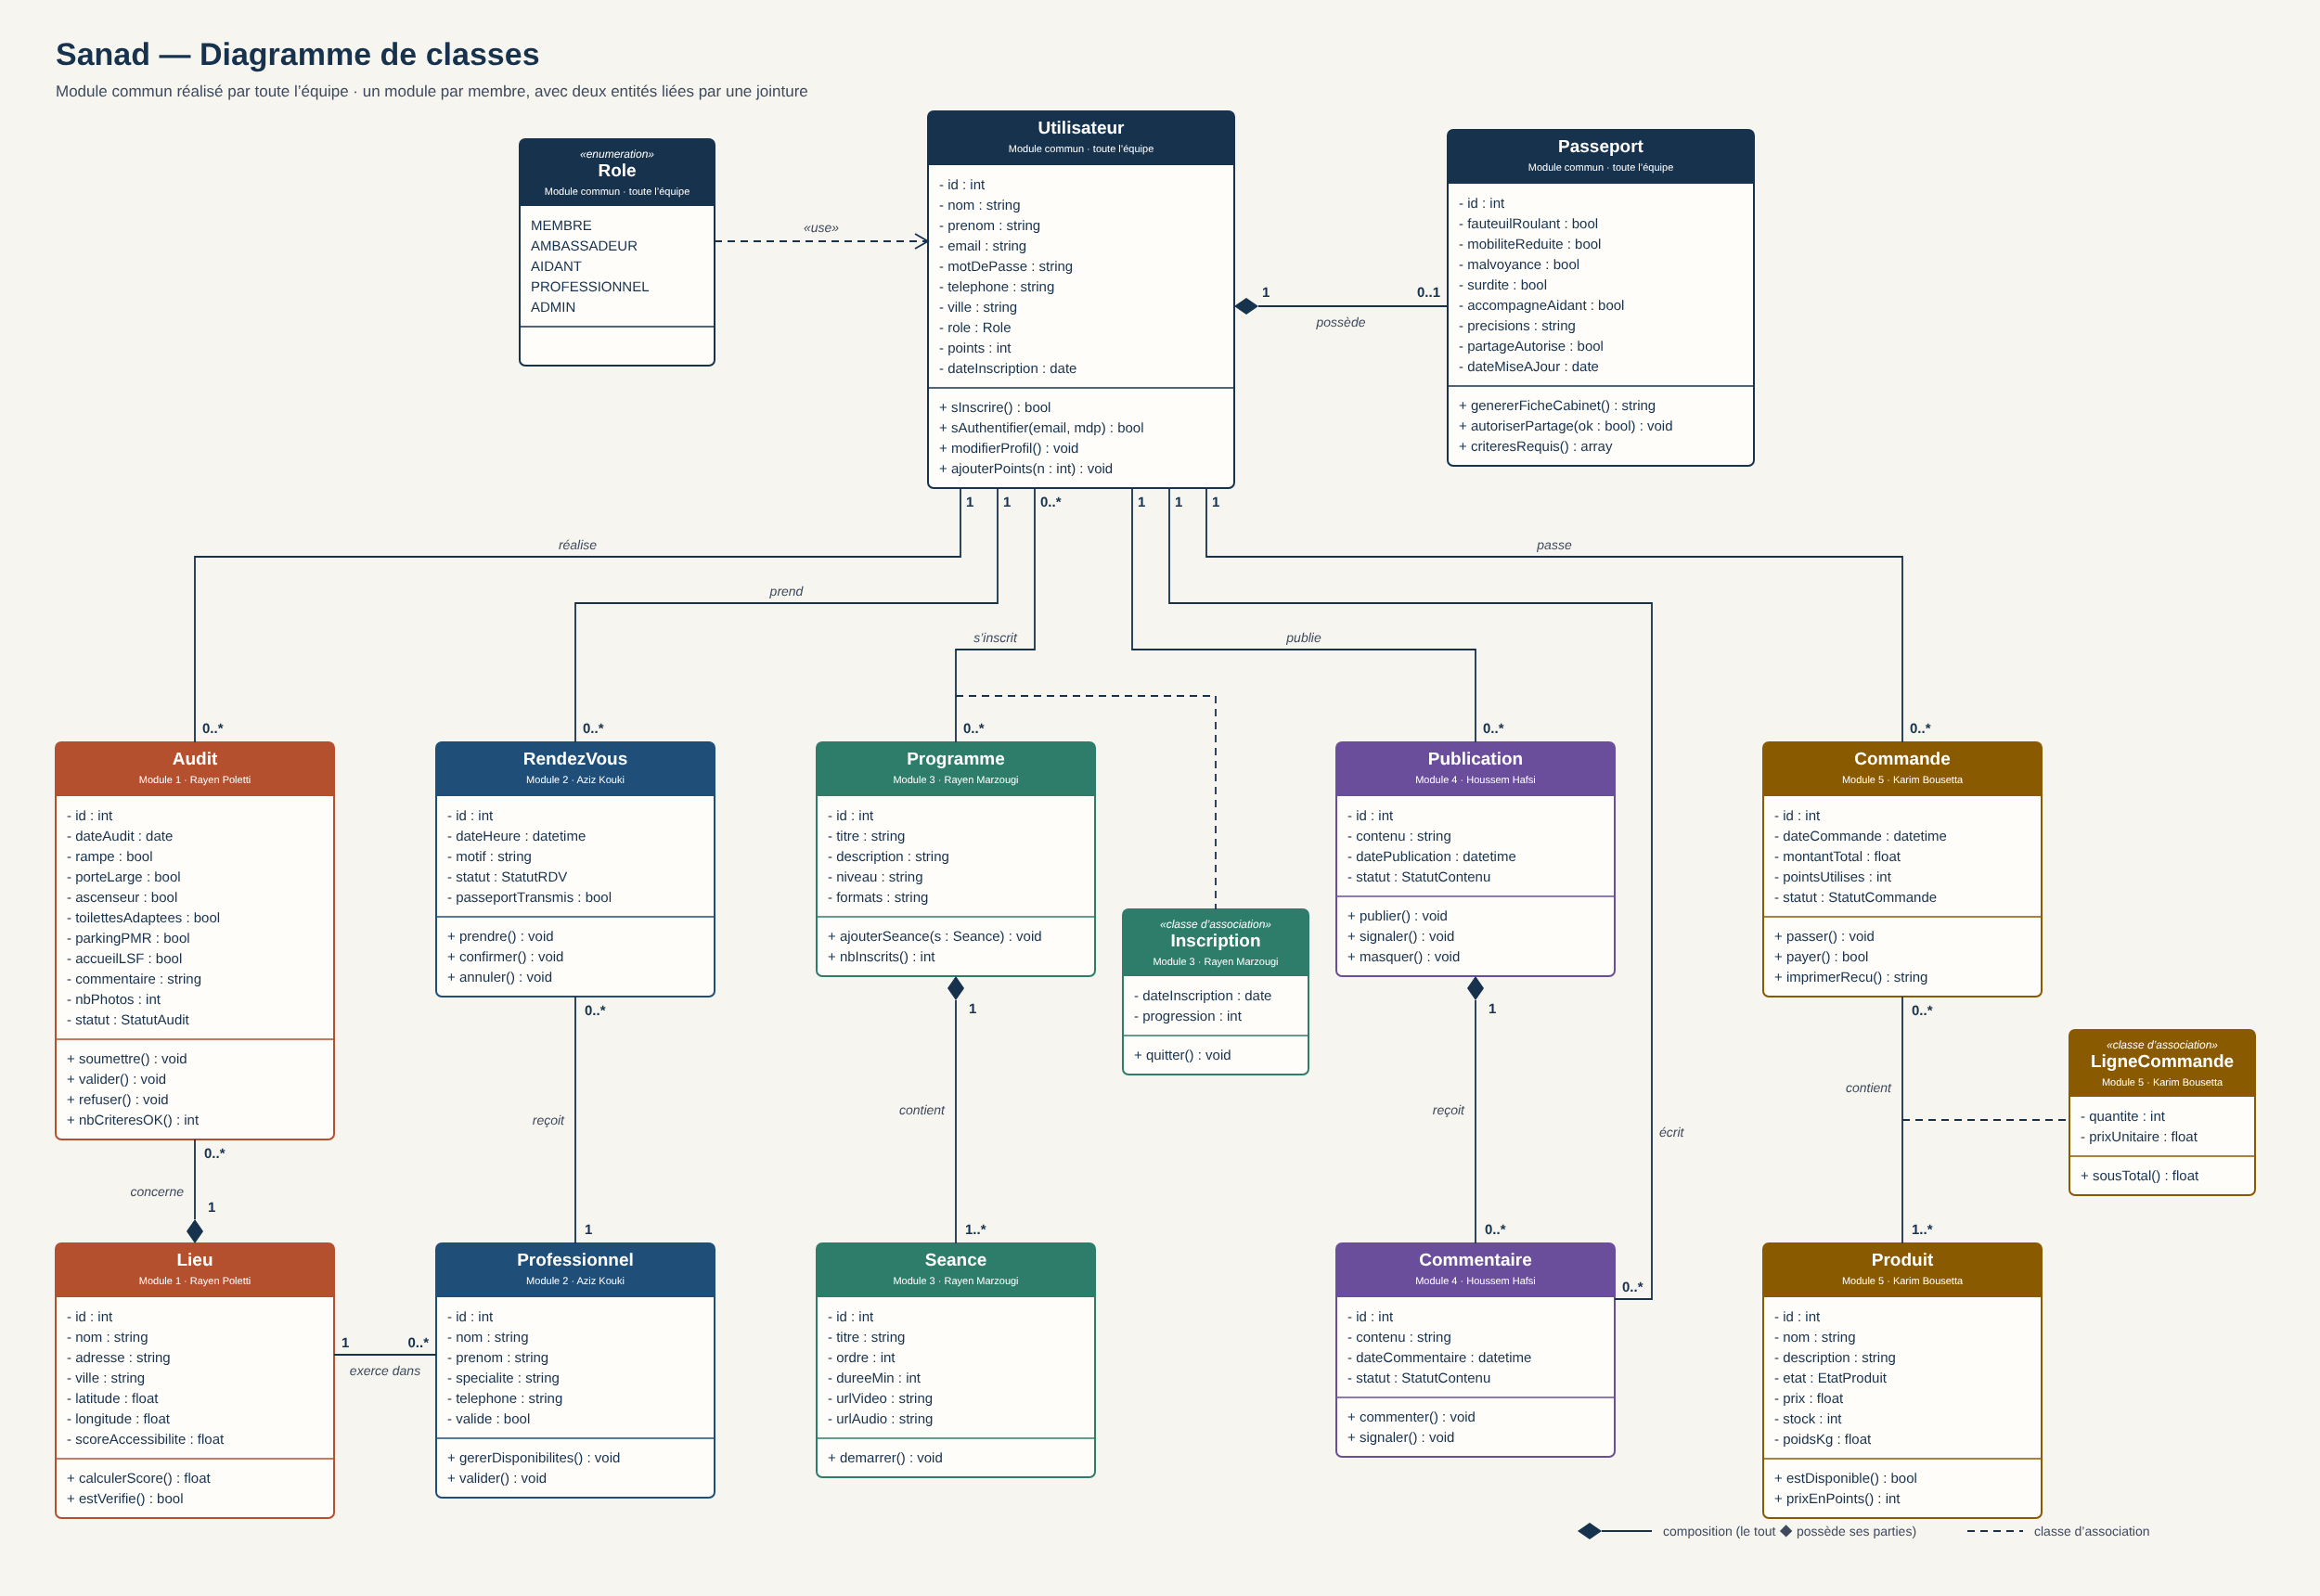 Sanad — Diagramme de classes
Module commun réalisé par toute l’équipe · un module par membre, avec deux entités liées par une jointure
«enumeration»
Role
Module commun · toute l’équipe
MEMBRE
AMBASSADEUR
AIDANT
PROFESSIONNEL
ADMIN
«use»
Utilisateur
Module commun · toute l’équipe
- id : int
- nom : string
- prenom : string
- email : string
- motDePasse : string
- telephone : string
- ville : string
- role : Role
- points : int
- dateInscription : date
+ sInscrire() : bool
+ sAuthentifier(email, mdp) : bool
+ modifierProfil() : void
+ ajouterPoints(n : int) : void
1
0..1
possède
Passeport
Module commun · toute l’équipe
- id : int
- fauteuilRoulant : bool
- mobiliteReduite : bool
- malvoyance : bool
- surdite : bool
- accompagneAidant : bool
- precisions : string
- partageAutorise : bool
- dateMiseAJour : date
+ genererFicheCabinet() : string
+ autoriserPartage(ok : bool) : void
+ criteresRequis() : array
1
1
0..*
1
1
1
réalise
passe
prend
s’inscrit
publie
0..*
0..*
0..*
0..*
0..*
Audit
Module 1 · Rayen Poletti
- id : int
- dateAudit : date
- rampe : bool
- porteLarge : bool
- ascenseur : bool
- toilettesAdaptees : bool
- parkingPMR : bool
- accueilLSF : bool
- commentaire : string
- nbPhotos : int
- statut : StatutAudit
+ soumettre() : void
+ valider() : void
+ refuser() : void
+ nbCriteresOK() : int
RendezVous
Module 2 · Aziz Kouki
- id : int
- dateHeure : datetime
- motif : string
- statut : StatutRDV
- passeportTransmis : bool
+ prendre() : void
+ confirmer() : void
+ annuler() : void
Programme
Module 3 · Rayen Marzougi
- id : int
- titre : string
- description : string
- niveau : string
- formats : string
+ ajouterSeance(s : Seance) : void
+ nbInscrits() : int
«classe d’association»
Inscription
Module 3 · Rayen Marzougi
- dateInscription : date
- progression : int
+ quitter() : void
Publication
Module 4 · Houssem Hafsi
- id : int
- contenu : string
- datePublication : datetime
- statut : StatutContenu
+ publier() : void
+ signaler() : void
+ masquer() : void
Commande
Module 5 · Karim Bousetta
- id : int
- dateCommande : datetime
- montantTotal : float
- pointsUtilises : int
- statut : StatutCommande
+ passer() : void
+ payer() : bool
+ imprimerRecu() : string
«classe d’association»
LigneCommande
Module 5 · Karim Bousetta
- quantite : int
- prixUnitaire : float
+ sousTotal() : float
0..*
concerne
1
0..*
reçoit
1
1
contient
1..*
1
reçoit
0..*
écrit
0..*
0..*
contient
1..*
Lieu
Module 1 · Rayen Poletti
- id : int
- nom : string
- adresse : string
- ville : string
- latitude : float
- longitude : float
- scoreAccessibilite : float
+ calculerScore() : float
+ estVerifie() : bool
1
0..*
exerce dans
Professionnel
Module 2 · Aziz Kouki
- id : int
- nom : string
- prenom : string
- specialite : string
- telephone : string
- valide : bool
+ gererDisponibilites() : void
+ valider() : void
Seance
Module 3 · Rayen Marzougi
- id : int
- titre : string
- ordre : int
- dureeMin : int
- urlVideo : string
- urlAudio : string
+ demarrer() : void
Commentaire
Module 4 · Houssem Hafsi
- id : int
- contenu : string
- dateCommentaire : datetime
- statut : StatutContenu
+ commenter() : void
+ signaler() : void
Produit
Module 5 · Karim Bousetta
- id : int
- nom : string
- description : string
- etat : EtatProduit
- prix : float
- stock : int
- poidsKg : float
+ estDisponible() : bool
+ prixEnPoints() : int
composition (le tout ◆ possède ses parties)
classe d’association